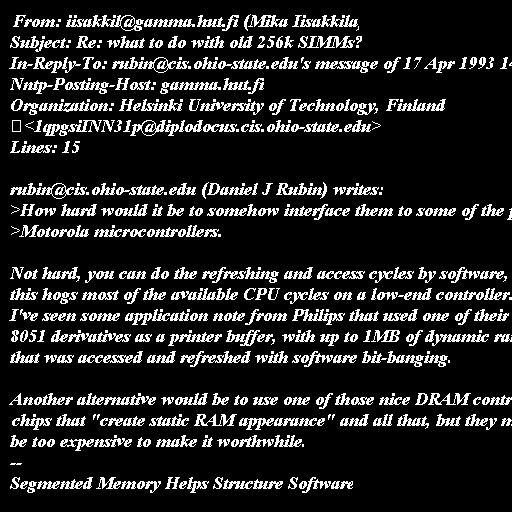 From: iisakkil@gamma.hut.fi (Mika Iisakkila)
Subject: Re: what to do with old 256k SIMMs?
In-Reply-To: rubin@cis.ohio-state.edu's message of 17 Apr 1993
Nntp-Posting-Host: gamma.hut.fi
Organization: Helsinki University of Technology, Finland
<1qpgsiINN31p@diplodocus.cis.ohio-state.edu>
Lines: 15

rubin@cis.ohio-state.edu (Daniel J Rubin) writes:
>How hard would it be to somehow interface them to some of the
>Motorola microcontrollers.

Not hard, you can do the refreshing and access cycles by software,
this hogs most of the available CPU cycles on a low-end controller.
I've seen some application note from Philips that used one of their
8051 derivatives as a printer buffer, with up to 1MB of dynamic
that was accessed and refreshed with software bit-banging.

Another alternative would be to use one of those nice DRAM
chips that "create static RAM appearance" and all that, but they
be too expensive to make it worthwhile.
--
Segmented Memory Helps Structure Software